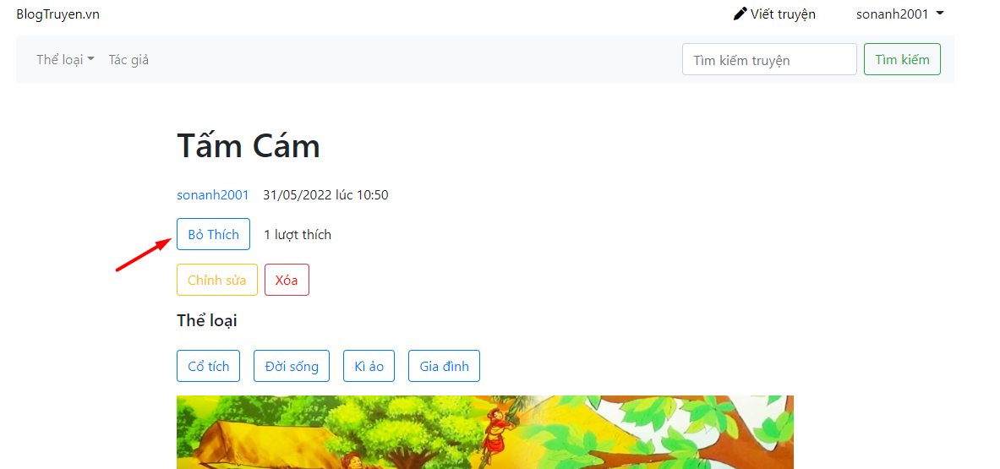 BlogTruyen.vn Viết truyện sonanh2001
Thể loại Tác giả Tìm kiếm truyện Tìm kiếm
Tấm Cám
sonanh2001 31/05/2022 lúc 10:50
Bỏ Thích 1 lượt thích
Chỉnh sửa Xóa
Thể loại
Cổ tích Đời sống Kì ảo Gia đình